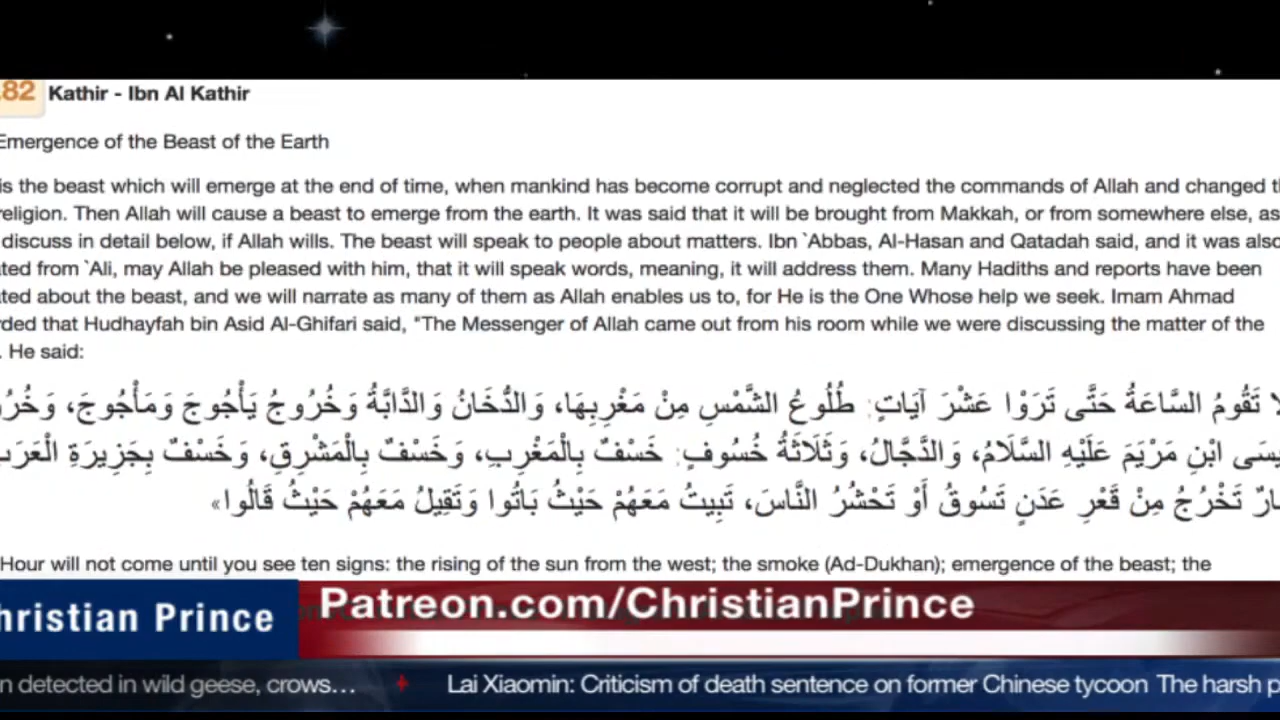 .82 Kathir - Ibn Al Kathir
Emergence of the Beast of the Earth
is the beast which will emerge at the end of time, when mankind has become corrupt and neglected the commands of Allah and changed
religion. Then Allah will cause a beast to emerge from the earth. It was said that it will be brought from Makkah, or from somewhere else, as
discuss in detail below, if Allah wills. The beast will speak to people about matters. Ibn `Abbas, Al-Hasan and Qatadah said, and it was also
ted from `Ali, may Allah be pleased with him, that it will speak words, meaning, it will address them. Many Hadiths and reports have been
ted about the beast, and we will narrate as many of them as Allah enables us to, for He is the One Whose help we seek. Imam Ahmad
rded that Hudhayfah bin Asid Al-Ghifari said, "The Messenger of Allah came out from his room while we were discussing the matter of the
. He said:
لا تَقُومُ السَّاعَةُ حَتَّى تَرَوْا عَشْرَ آيَاتٍ: طُلُوعُ الشَّمْسِ مِنْ مَغْرِبِهَا، وَالدُّخَانُ وَالدَّابَّةُ وَخُرُوجُ يَأْجُوجَ وَمَأْجُوجَ، وَخُرُو
يسَى ابْنِ مَرْيَمَ عَلَيْهِ السَّلَامُ، وَالدَّجَّالُ، وَثَلَاثَةُ خُسُوفٍ: خَسْفٌ بِالْمَغْرِبِ، وَخَسْفٌ بِالْمَشْرِقِ، وَخَسْفٌ بِجَزِيرَةِ الْعَرَبِ
ارٌ تَخْرُجُ مِنْ قَعْرِ عَدَنٍ تَسُوقُ أَوْ تَحْشُرُ النَّاسَ، تَبِيتُ مَعَهُمْ حَيْثُ بَاتُوا وَتَقِيلُ مَعَهُمْ حَيْثُ قَالُوا»
Hour will not come until you see ten signs: the rising of the sun from the west; the smoke (Ad-Dukhan); emergence of the beast; the
hristian Prince
Patreon.com/ChristianPrince
n detected in wild geese, crows… Lai Xiaomin: Criticism of death sentence on former Chinese tycoon The harsh p